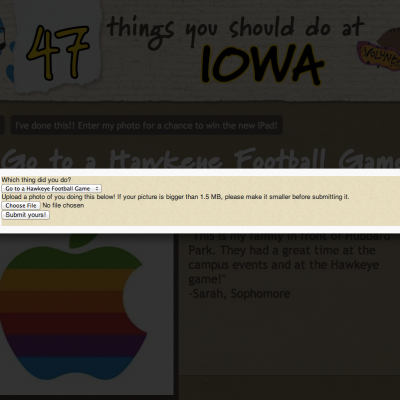 47 things you should do at
IOWA
VOLYNB
I've done this!! Enter my photo for a chance to win the new iPad!
Go to a Hawkeye Football Game
Which thing did you do?
Go to a Hawkeye Football Game
Upload a photo of you doing this below! If your picture is bigger than 1.5 MB, please make it smaller before submitting it.
Choose File No file chosen
Submit yours!
"This is my family in front of Hubbard
Park. They had a great time at the
campus events and at the Hawkeye
game!"
-Sarah, Sophomore